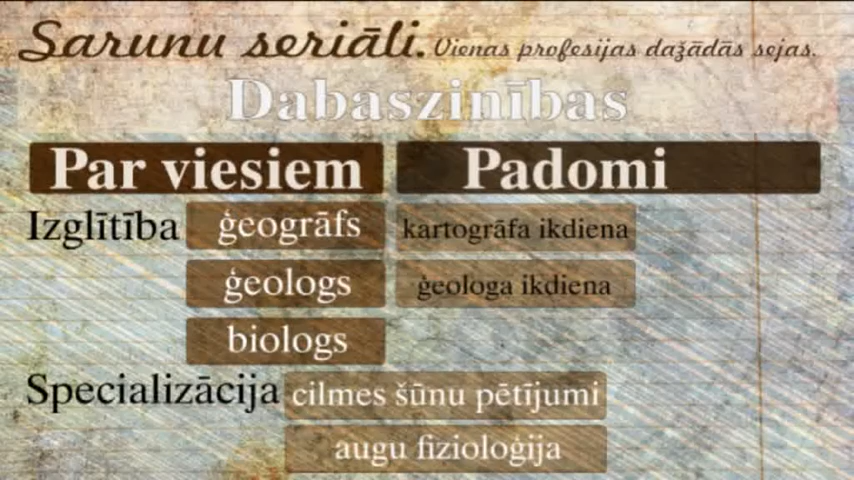 Sarunu seriāli. Vienas profesijas dažādās sejas.
Dabaszinības
Par viesiem Padomi
Izglītība ģeogrāfs kartogrāfa ikdiena
ģeologs ģeologa ikdiena
biologs
Specializācija cilmes šūnu pētījumi
augu fizioloģija